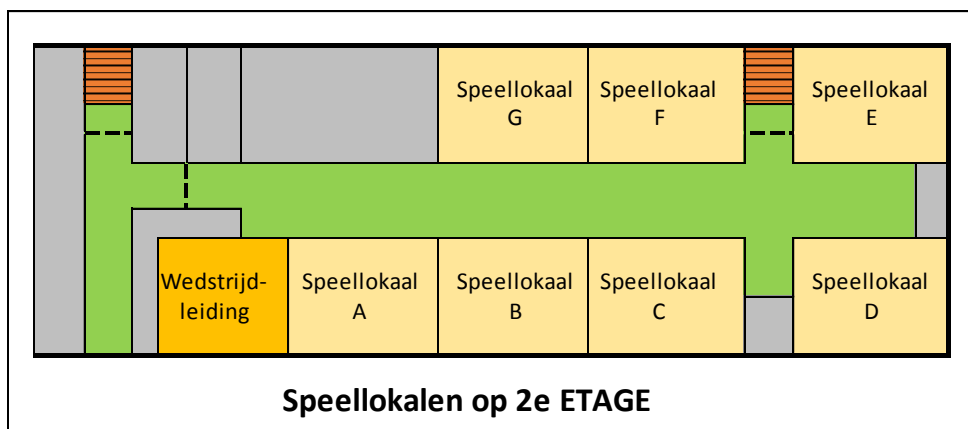 Speellokaal
G
Speellokaal
F
Speellokaal
E
Wedstrijd-
leiding
Speellokaal
A
Speellokaal
B
Speellokaal
C
Speellokaal
D
Speellokalen op 2e ETAGE